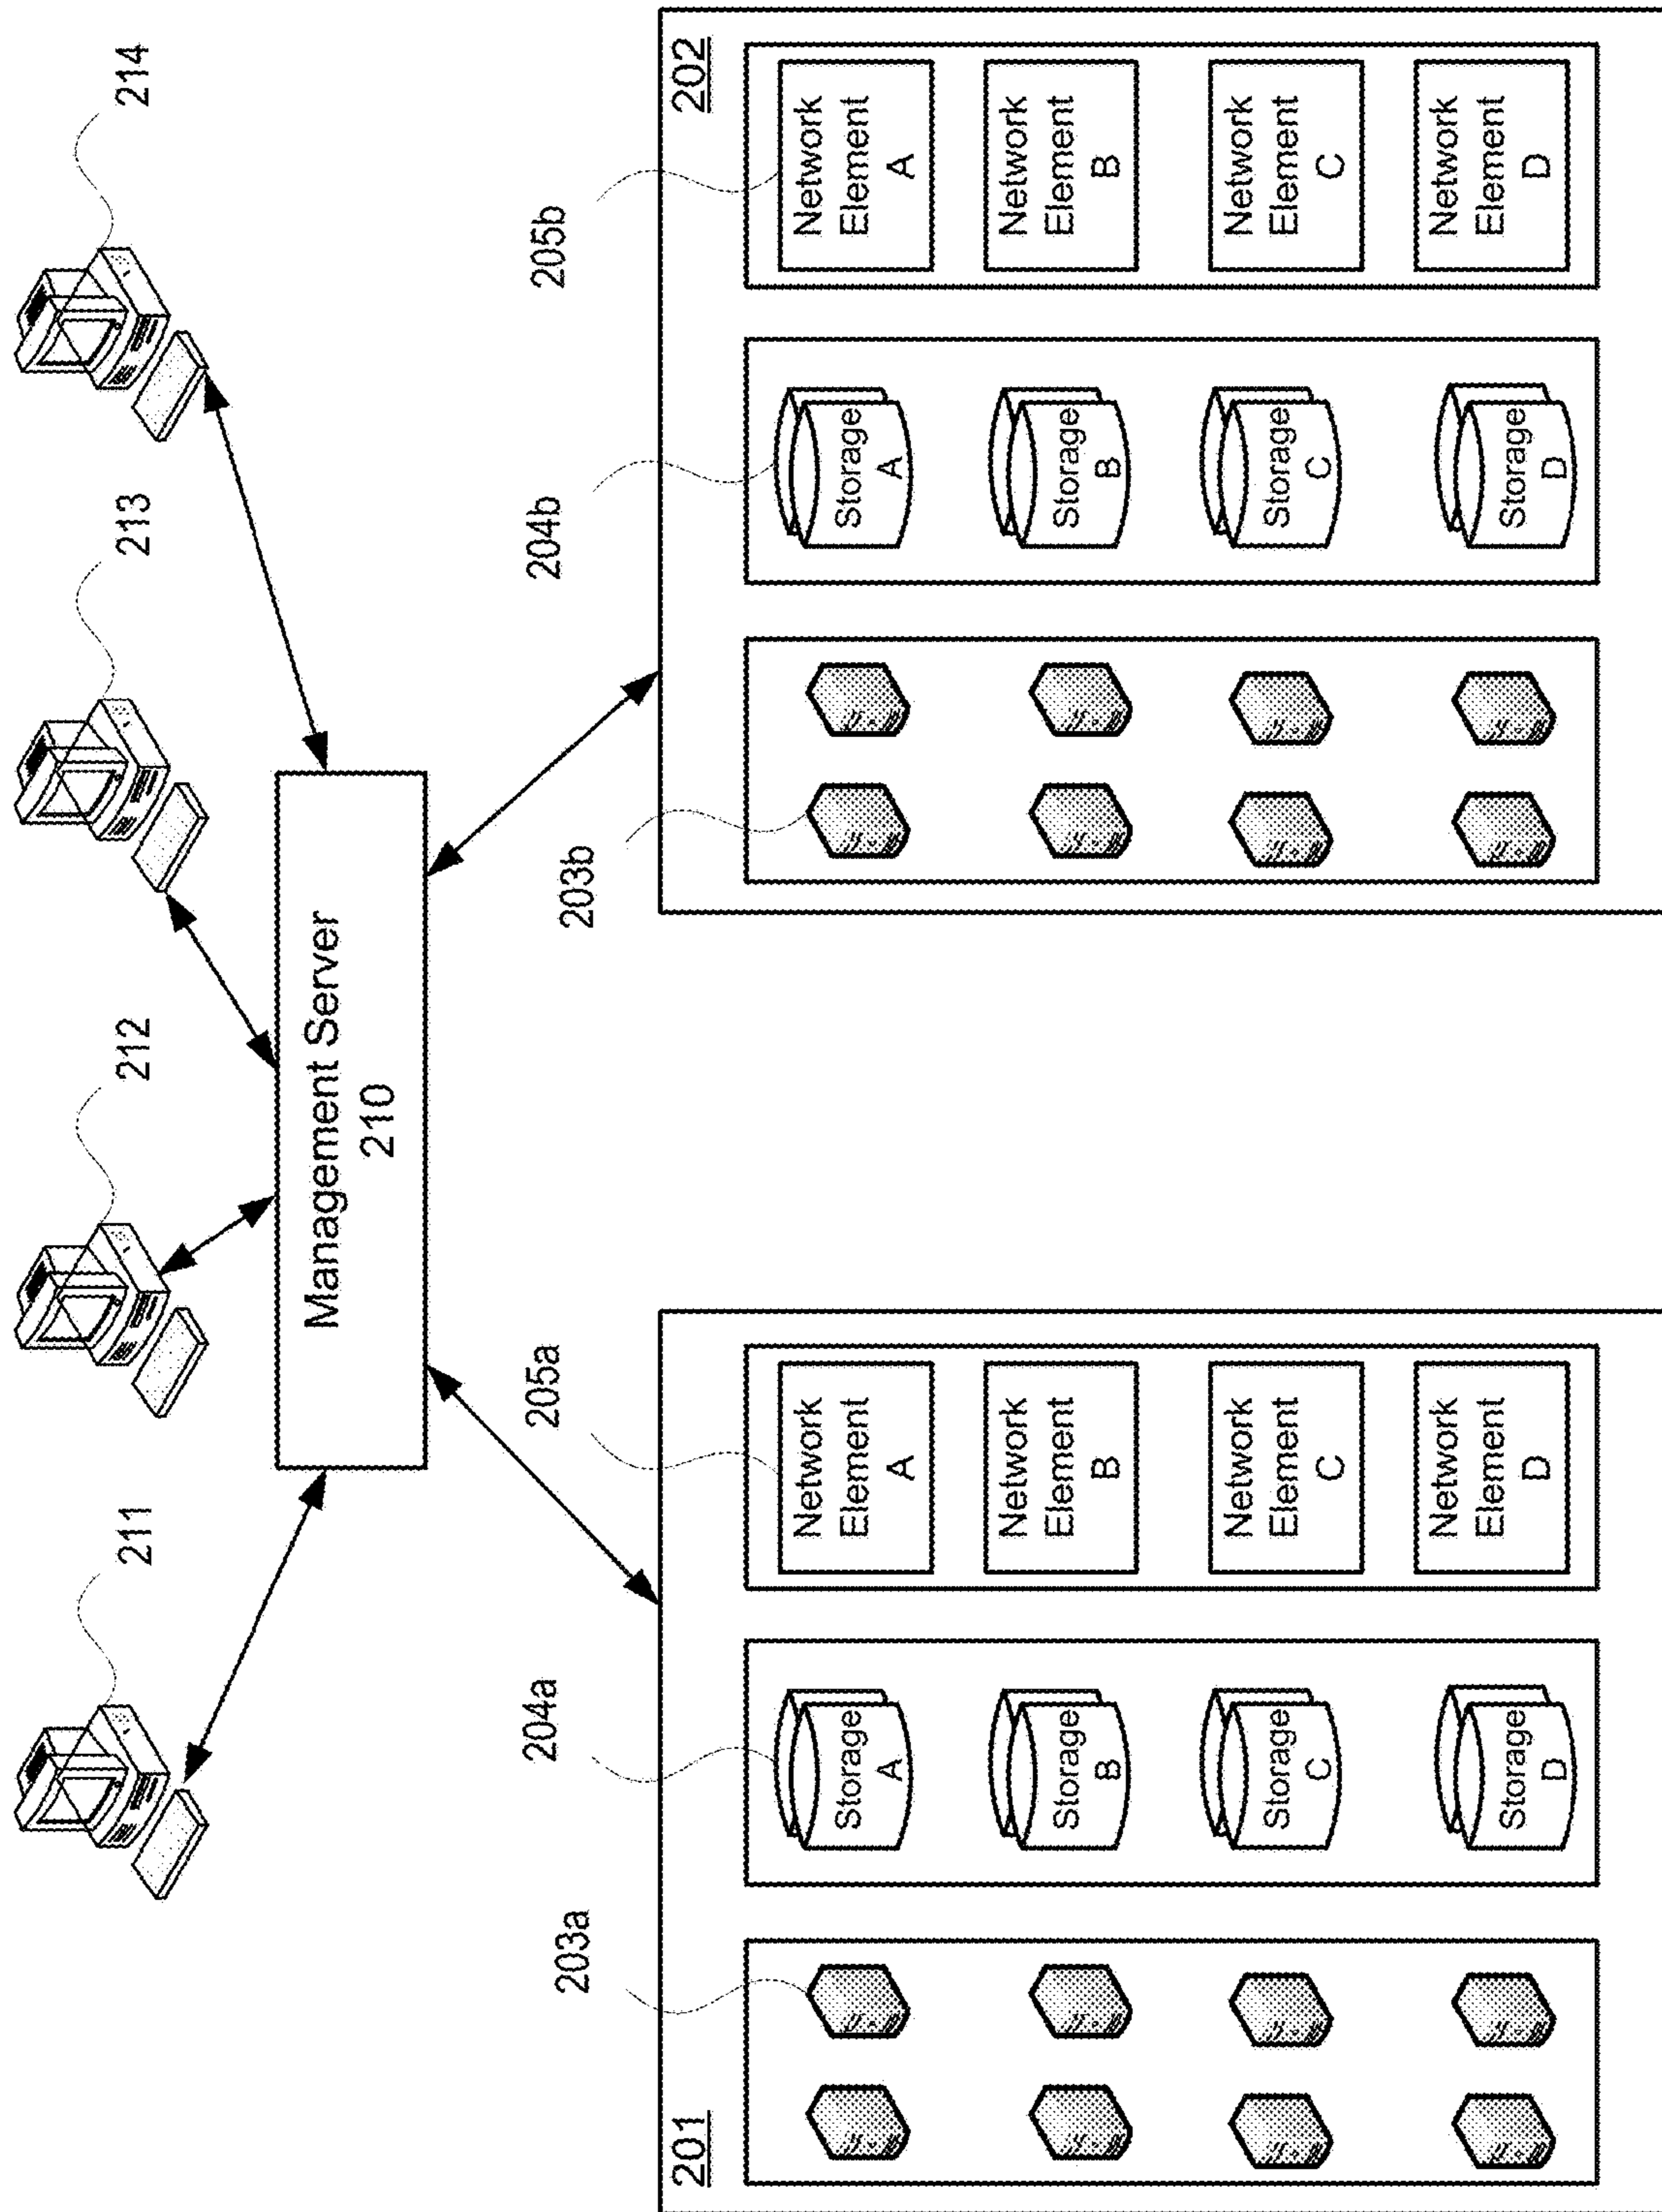 211
212
213
214
Management Server
210
203a
204a
205a
203b
204b
205b
201
Storage
A
Storage
B
Storage
C
Storage
D
Network
Element
A
Network
Element
B
Network
Element
C
Network
Element
D
202
Storage
A
Storage
B
Storage
C
Storage
D
Network
Element
A
Network
Element
B
Network
Element
C
Network
Element
D